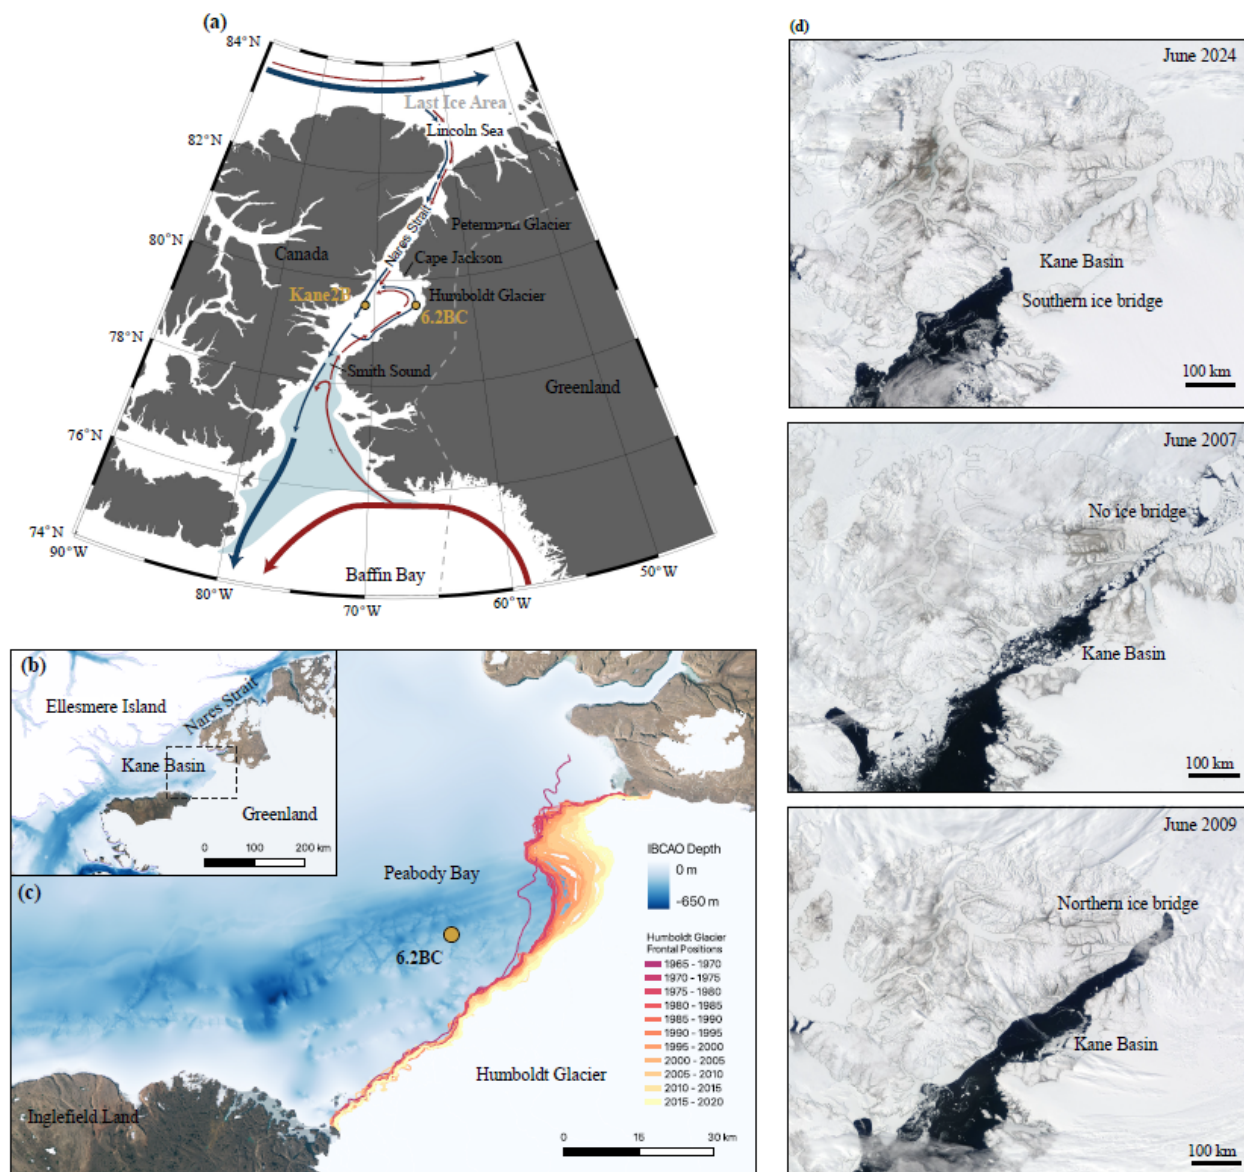 (a)
84°N
82°N
80°N
78°N
76°N
74°N
90°W
80°W
70°W
60°W
50°W
Last Ice Area
Lincoln Sea
Nares Strait
Petermann Glacier
Canada
Cape Jackson
Kane2B
Humboldt Glacier
6.2BC
Smith Sound
Greenland
Baffin Bay
(b)
Ellesmere Island
Nares Strait
Kane Basin
Greenland
0 100 200 km
(c)
Peabody Bay
6.2BC
Humboldt Glacier
Inglefield Land
IBCAO Depth
0 m
-650 m
Humboldt Glacier
Frontal Positions
1965 - 1970
1970 - 1975
1975 - 1980
1980 - 1985
1985 - 1990
1990 - 1995
1995 - 2000
2000 - 2005
2005 - 2010
2010 - 2015
2015 - 2020
0 15 30 km
(d)
June 2024
Kane Basin
Southern ice bridge
100 km
June 2007
No ice bridge
Kane Basin
100 km
June 2009
Northern ice bridge
Kane Basin
100 km